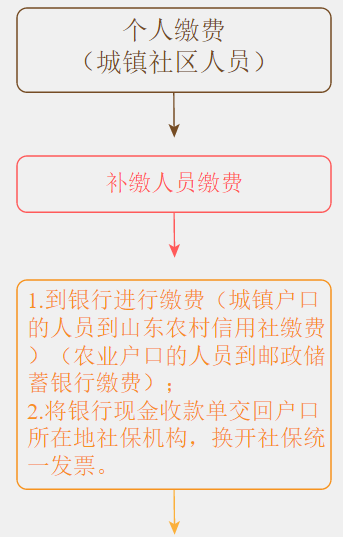 个人缴费
（城镇社区人员）
补缴人员缴费
1.到银行进行缴费（城镇户口
的人员到山东农村信用社缴费
）（农业户口的人员到邮政储
蓄银行缴费）；
2.将银行现金收款单交回户口
所在地社保机构，换开社保统
一发票。